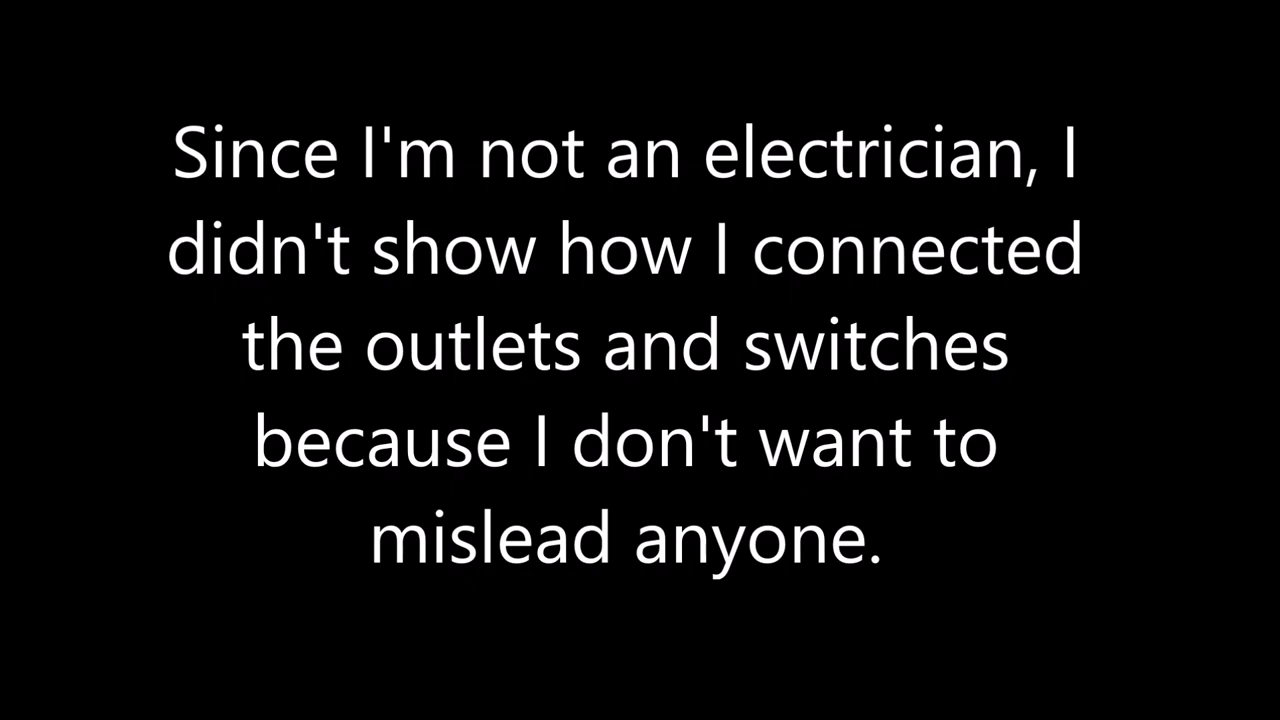 Since I'm not an electrician, I
didn't show how I connected
the outlets and switches
because I don't want to
mislead anyone.